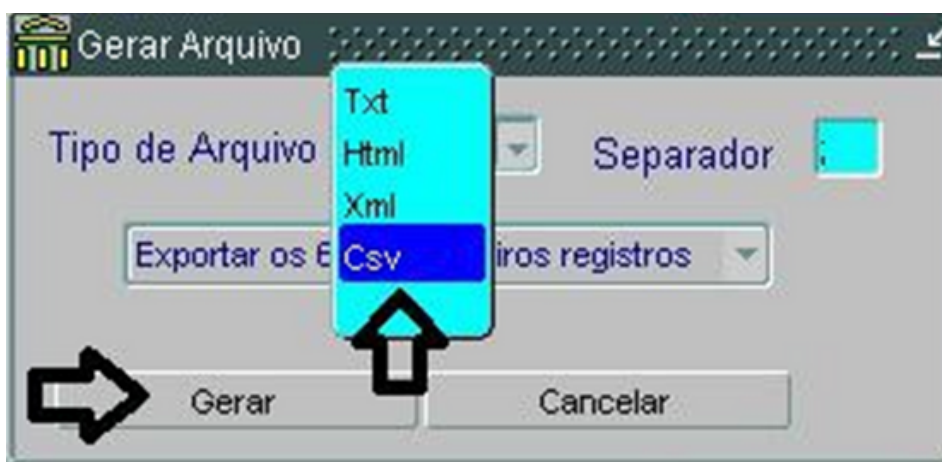 Gerar Arquivo
Txt
Tipo de Arquivo Html Separador ;
Xml
Exportar os Csv iros registros
Gerar Cancelar